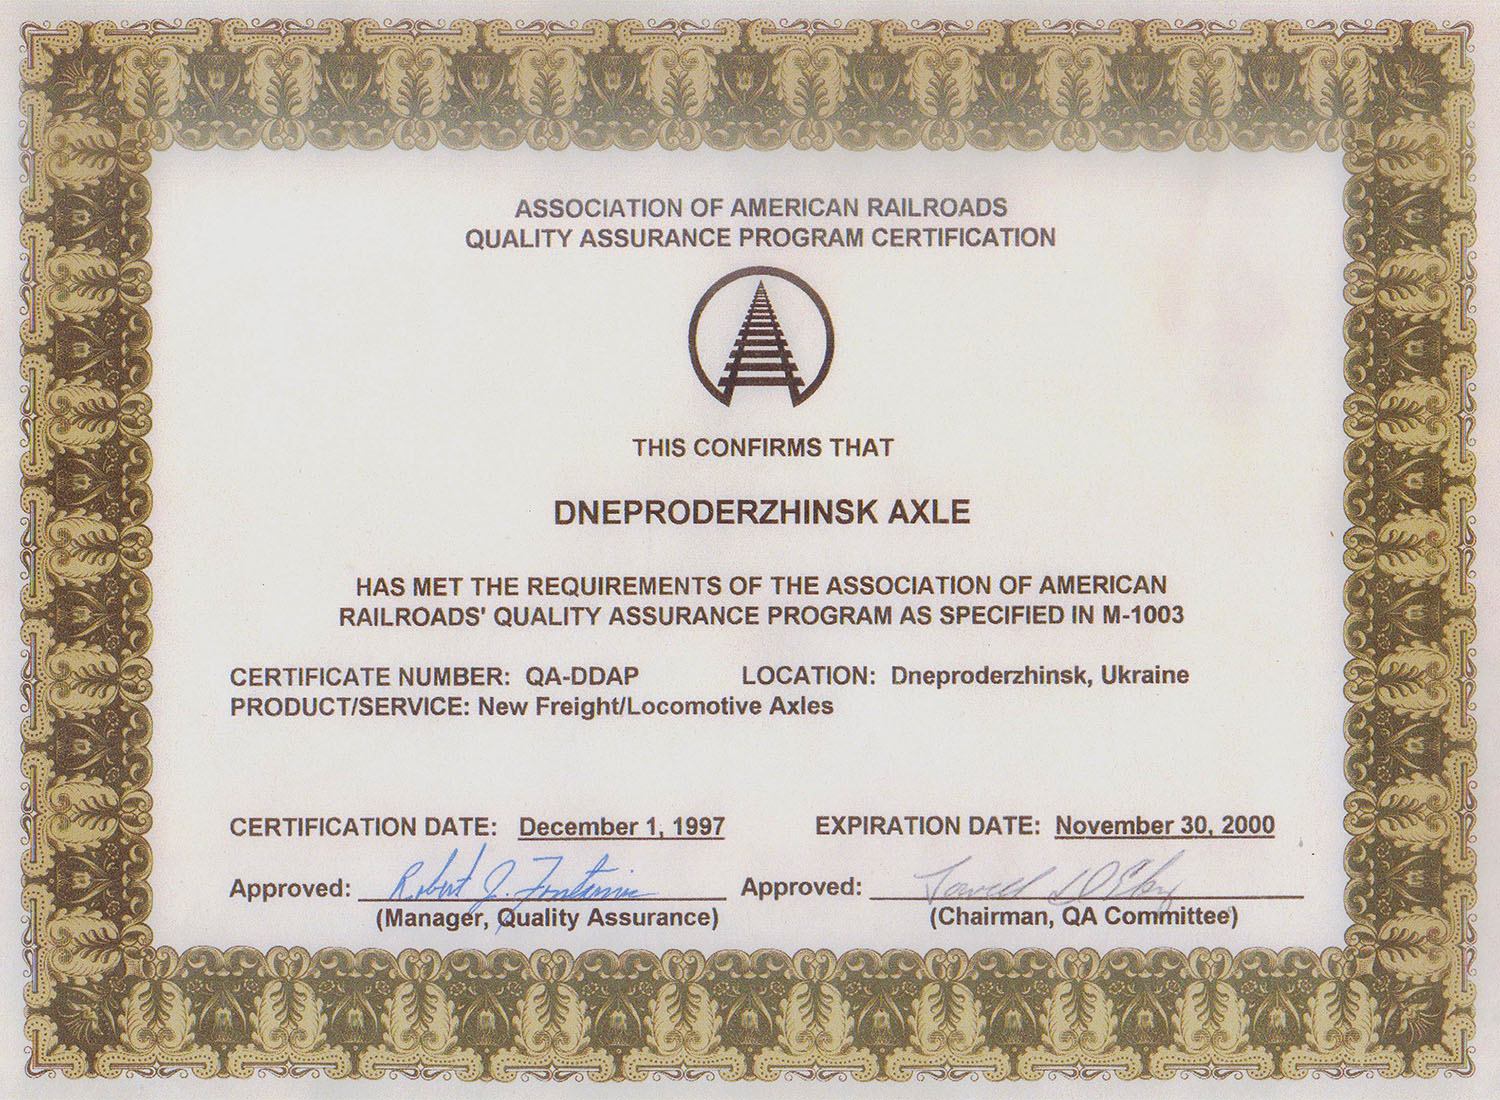 ASSOCIATION OF AMERICAN RAILROADS
QUALITY ASSURANCE PROGRAM CERTIFICATION
THIS CONFIRMS THAT
DNEPRODERZHINSK AXLE
HAS MET THE REQUIREMENTS OF THE ASSOCIATION OF AMERICAN
RAILROADS' QUALITY ASSURANCE PROGRAM AS SPECIFIED IN M-1003
CERTIFICATE NUMBER: QA-DDAP LOCATION: Dneproderzhinsk, Ukraine
PRODUCT/SERVICE: New Freight/Locomotive Axles
CERTIFICATION DATE: December 1, 1997 EXPIRATION DATE: November 30, 2000
Approved: Robert J. Approved:
(Manager, Quality Assurance) (Chairman, QA Committee)